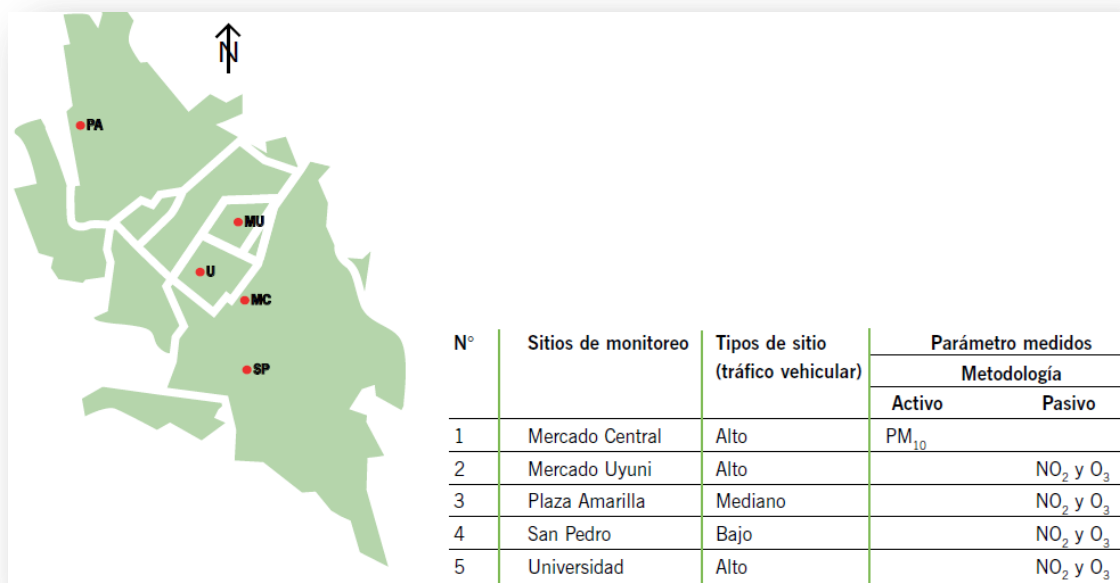 N
PA
MU
U
MC
SP
N° Sitios de monitoreo Tipos de sitio (tráfico vehicular) Parámetro medidos
Metodología
Activo Pasivo
1 Mercado Central Alto PM₁₀
2 Mercado Uyuni Alto NO₂ y O₃
3 Plaza Amarilla Mediano NO₂ y O₃
4 San Pedro Bajo NO₂ y O₃
5 Universidad Alto NO₂ y O₃